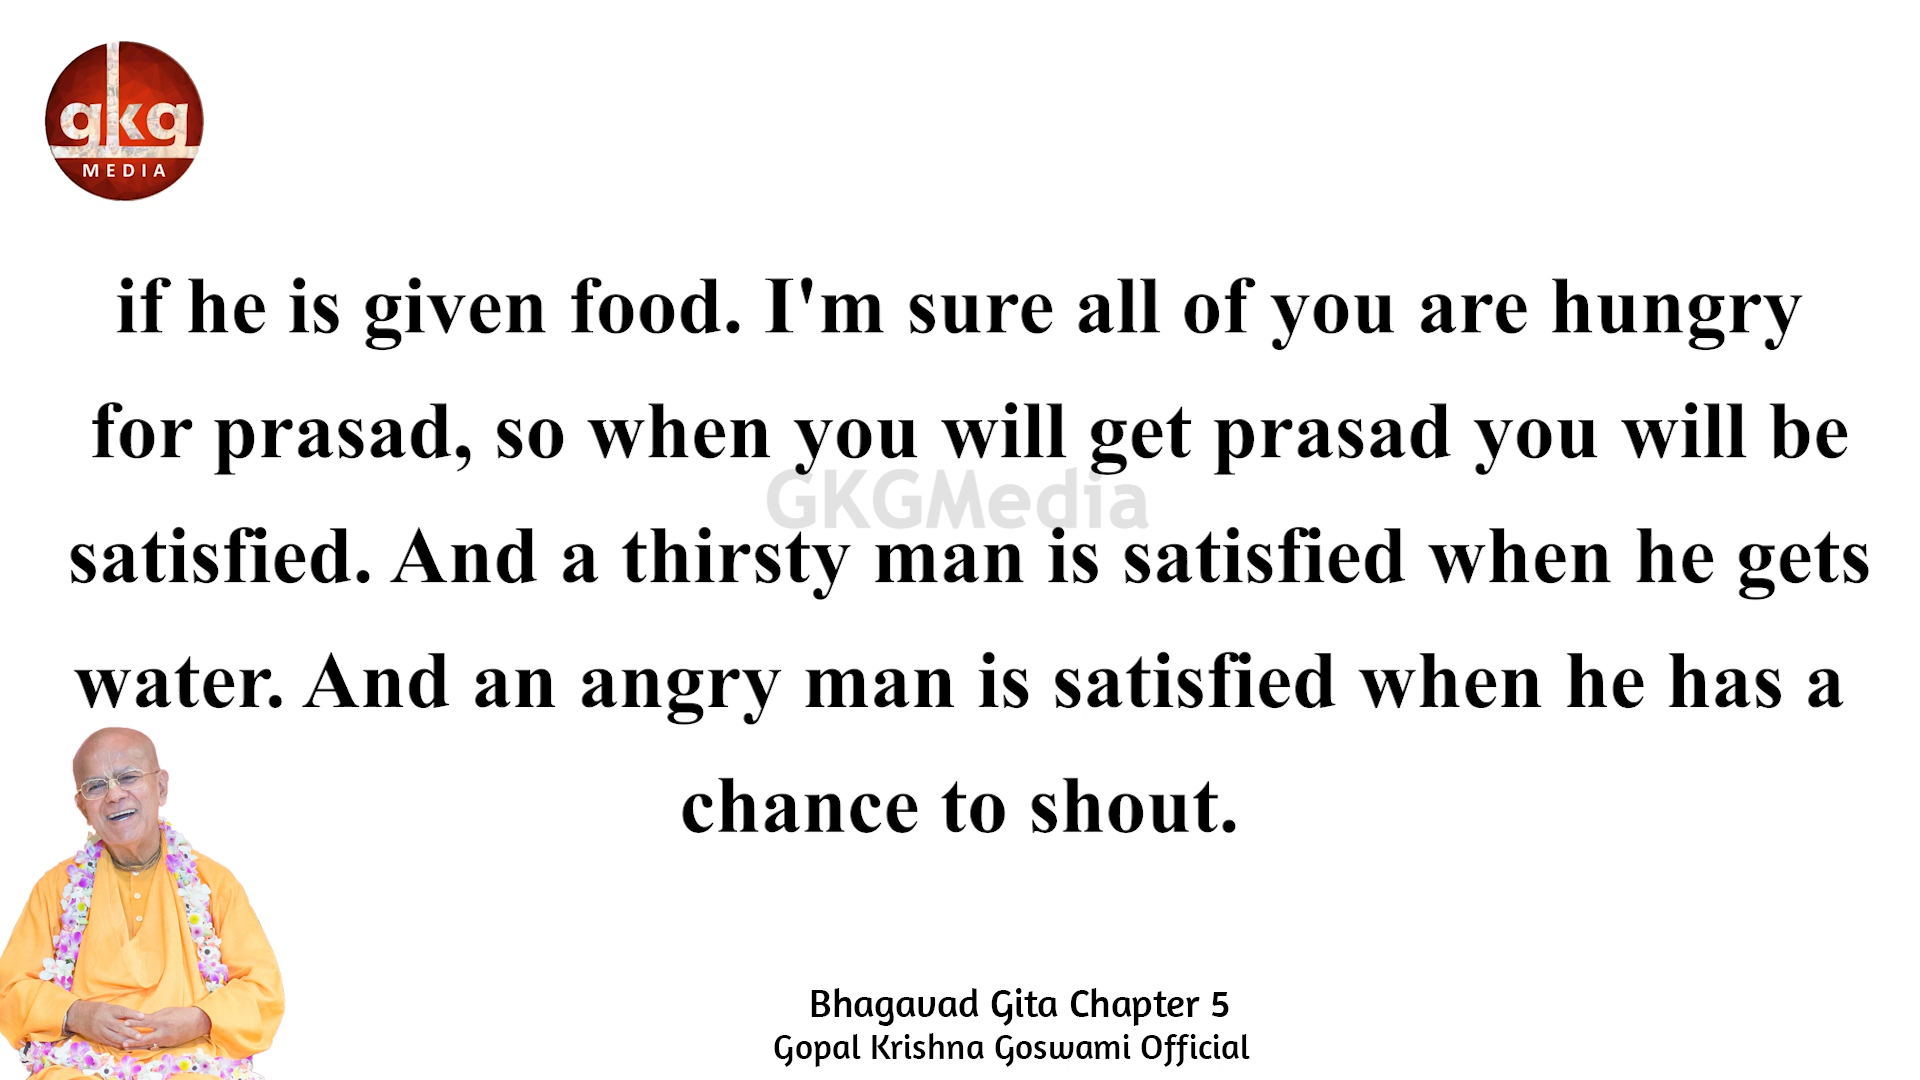 gkg
MEDIA
if he is given food. I'm sure all of you are hungry
for prasad, so when you will get prasad you will be
GKGMedia
satisfied. And a thirsty man is satisfied when he gets
water. And an angry man is satisfied when he has a
chance to shout.
Bhagavad Gita Chapter 5
Gopal Krishna Goswami Official